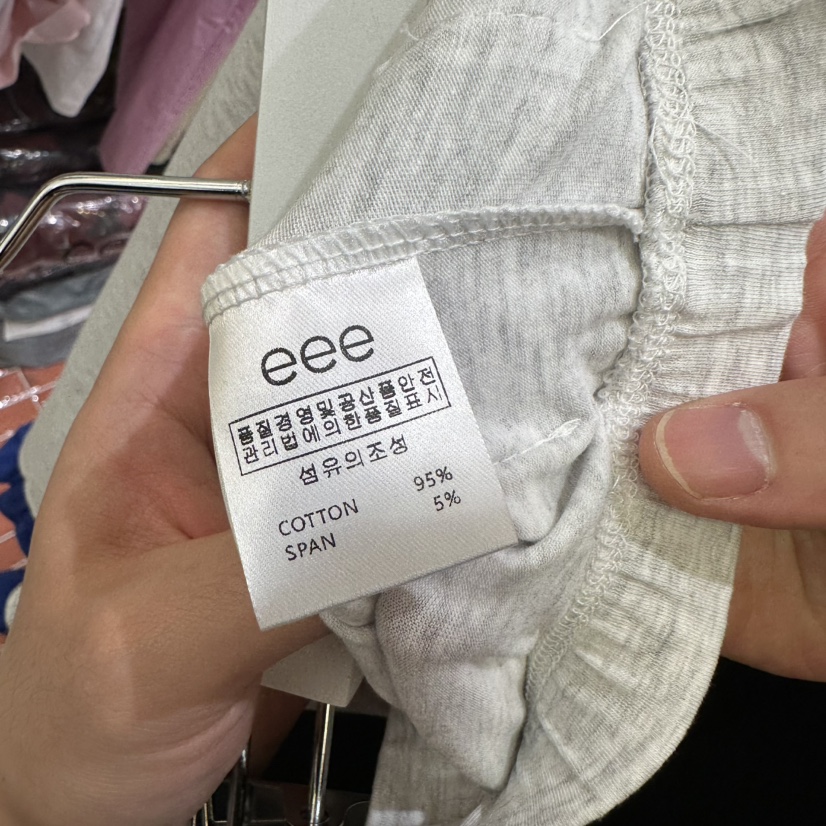 eee
품질경영및공산품안전
관리법에의한품질표시
섬유의조성
COTTON 95%
SPAN 5%